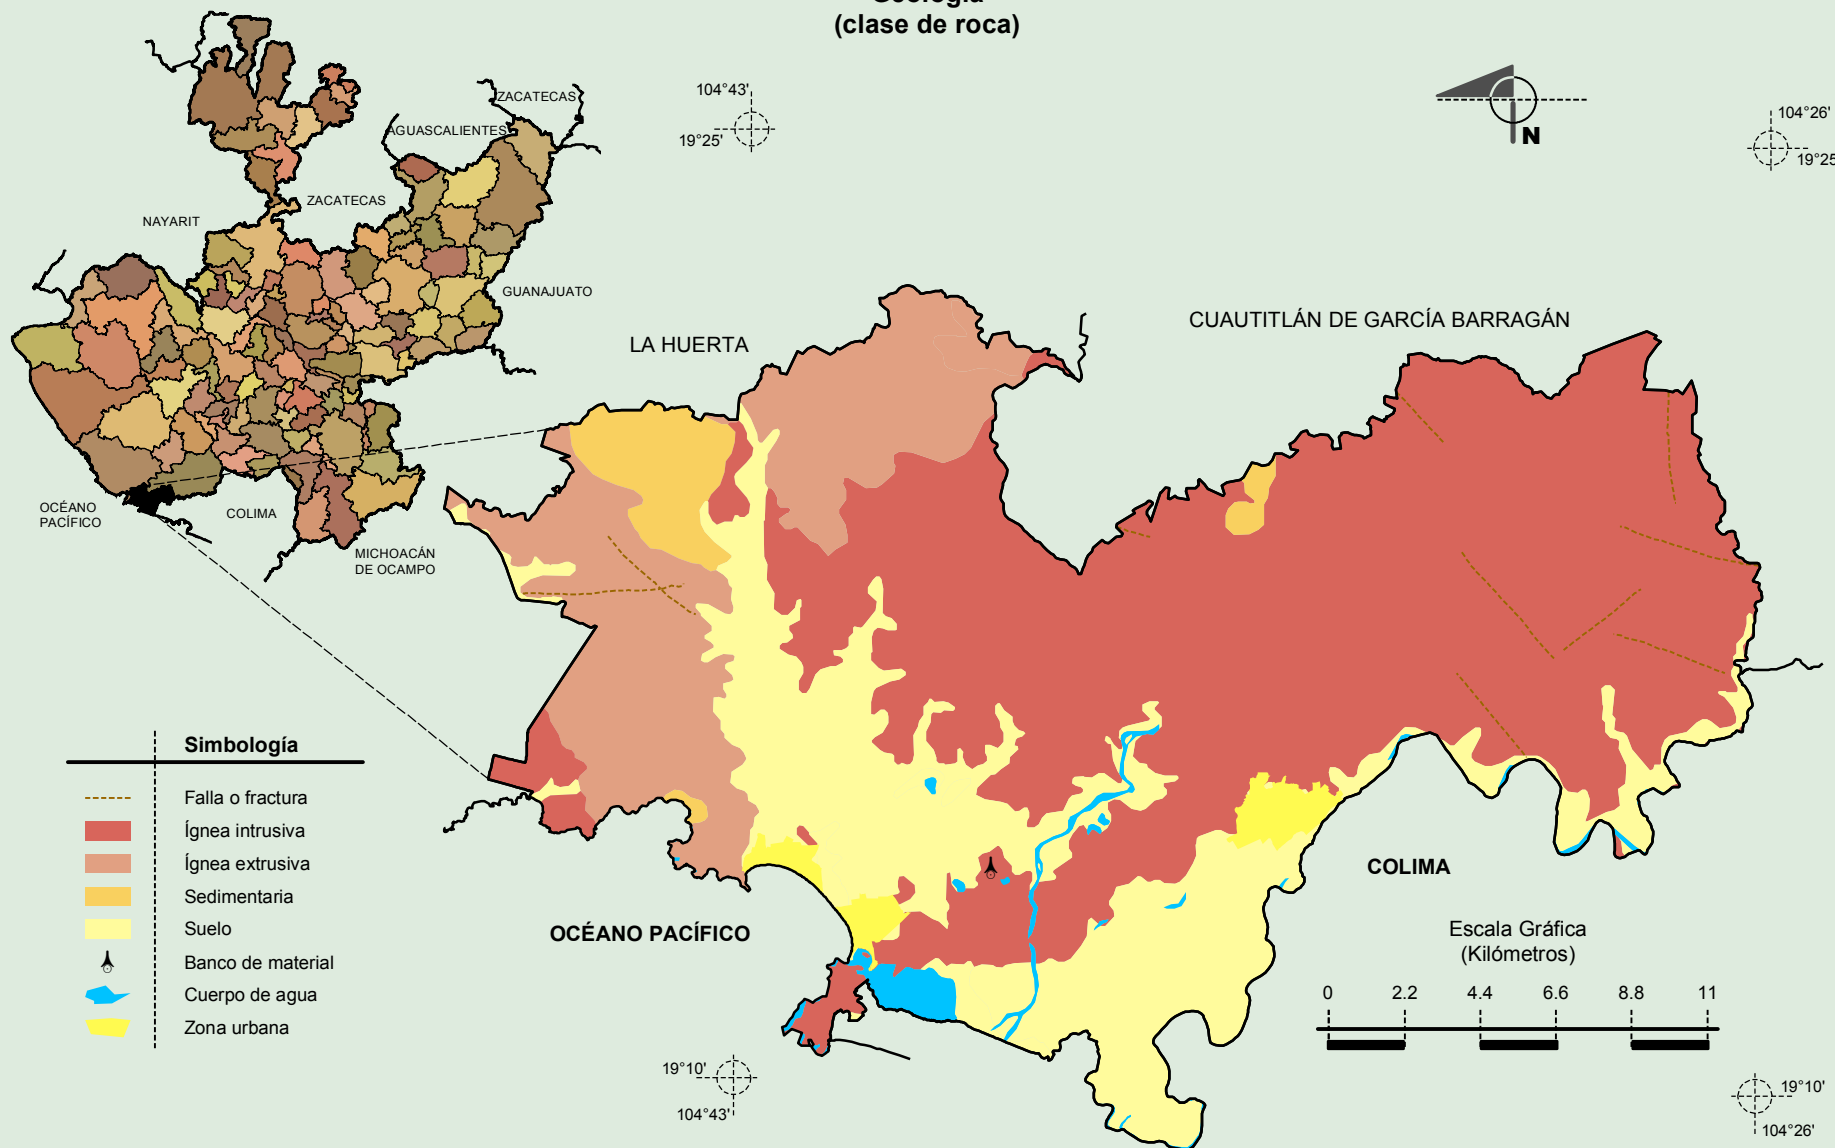 Geología
(clase de roca)
104°43'
19°25'
N
104°26'
19°25
ZACATECAS
AGUASCALIENTES
ZACATECAS
NAYARIT
GUANAJUATO
OCÉANO
PACÍFICO
COLIMA
MICHOACÁN
DE OCAMPO
LA HUERTA
CUAUTITLÁN DE GARCÍA BARRAGÁN
Simbología
Falla o fractura
Ígnea intrusiva
Ígnea extrusiva
Sedimentaria
Suelo
Banco de material
Cuerpo de agua
Zona urbana
OCÉANO PACÍFICO
COLIMA
Escala Gráfica
(Kilómetros)
0 2.2 4.4 6.6 8.8 11
19°10'
104°43'
19°10'
104°26'